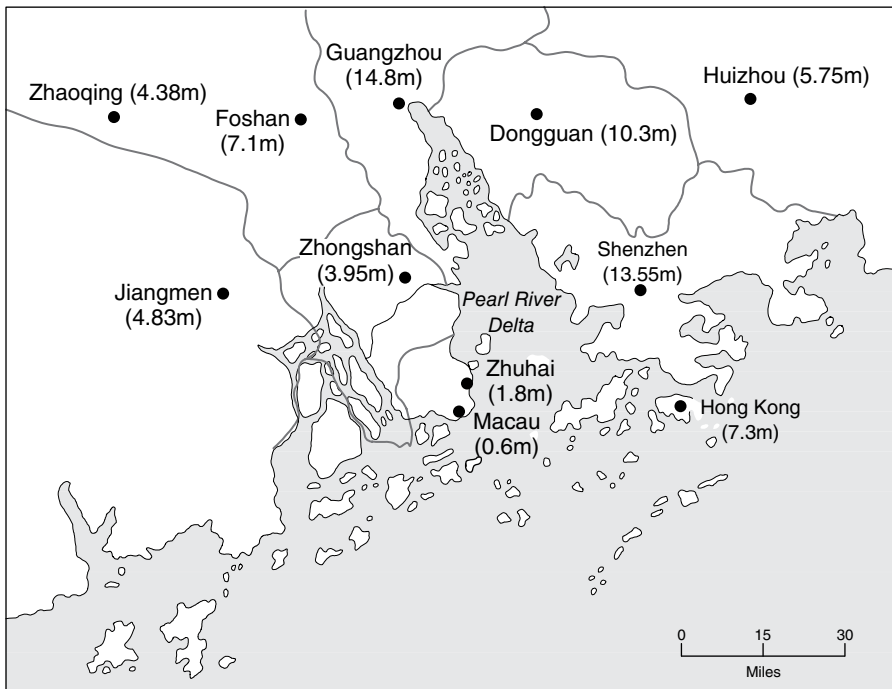 Guangzhou
(14.8m)
Huizhou (5.75m)
Zhaoqing (4.38m)
Foshan
(7.1m)
Dongguan (10.3m)
Zhongshan
(3.95m)
Shenzhen
(13.55m)
Jiangmen
(4.83m)
Pearl River
Delta
Zhuhai
(1.8m)
Macau
(0.6m)
Hong Kong
(7.3m)
0 15 30
Miles